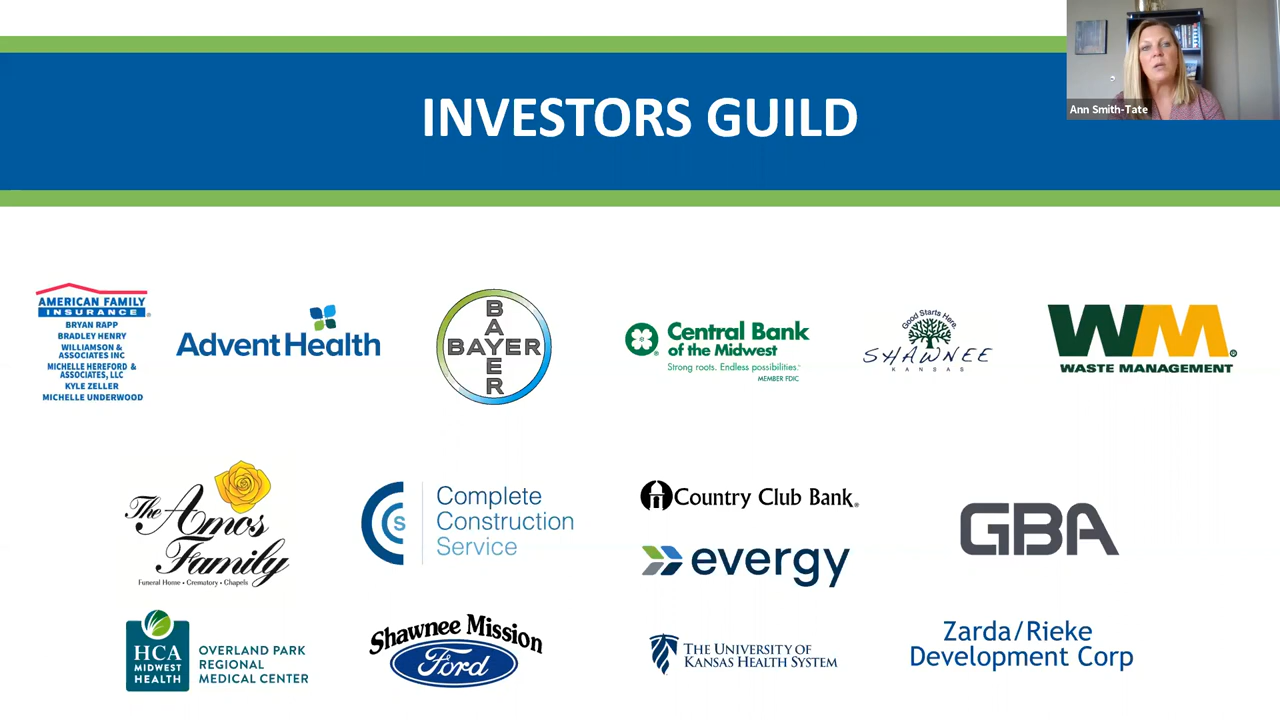 Ann Smith-Tate
INVESTORS GUILD
AMERICAN FAMILY
INSURANCE
BRYAN RAPP
BRADLEY HENRY
WILLIAMSON &
ASSOCIATES INC
MICHELLE HEREFORD &
ASSOCIATES, LLC
KYLE ZELLER
MICHELLE UNDERWOOD
AdventHealth
BAYER
BAYER
Central Bank
of the Midwest
Strong roots. Endless possibilities.™
MEMBER FDIC
Good Starts Here.
SHAWNEE
KANSAS
WM
WASTE MANAGEMENT
The Amos
Family
Funeral Home • Crematory • Chapels
CCS
Complete
Construction
Service
Country Club Bank®
evergy
GBA
HCA
MIDWEST
HEALTH
OVERLAND PARK
REGIONAL
MEDICAL CENTER
Shawnee Mission
Ford
THE UNIVERSITY OF
KANSAS HEALTH SYSTEM
Zarda/Rieke
Development Corp